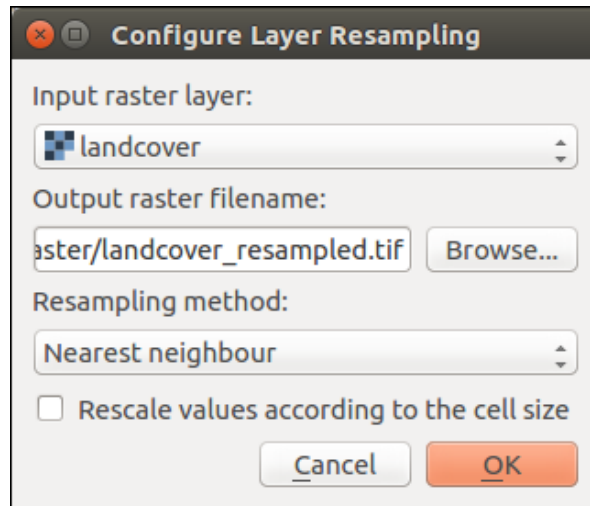 Configure Layer Resampling
Input raster layer:
landcover
Output raster filename:
aster/landcover_resampled.tif Browse...
Resampling method:
Nearest neighbour
Rescale values according to the cell size
Cancel OK